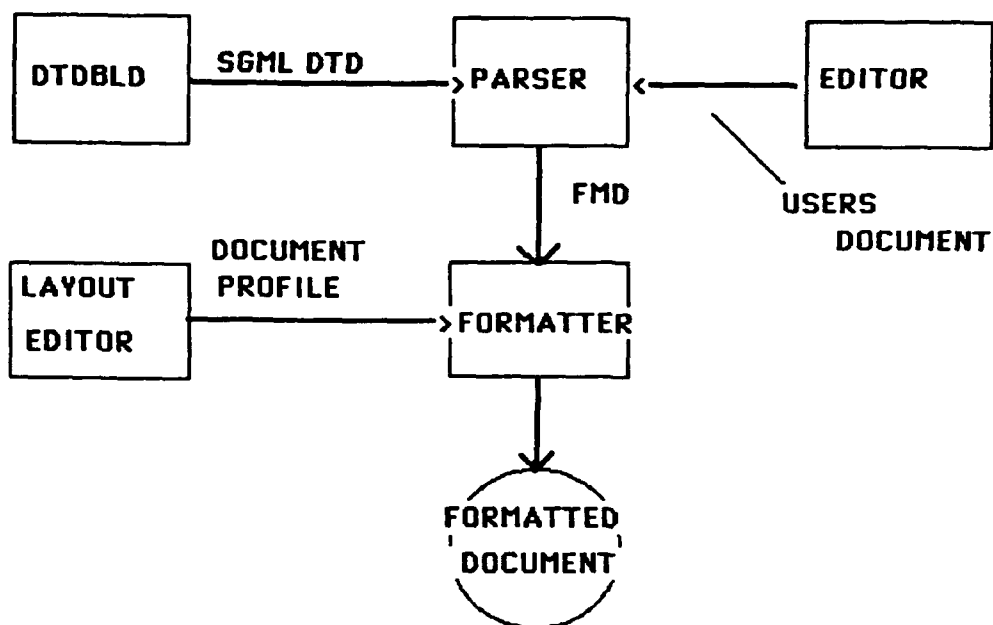 DTDBLD
SGML DTD
PARSER
EDITOR
FMD
USERS
DOCUMENT
DOCUMENT
PROFILE
LAYOUT
EDITOR
FORMATTER
FORMATTED
DOCUMENT